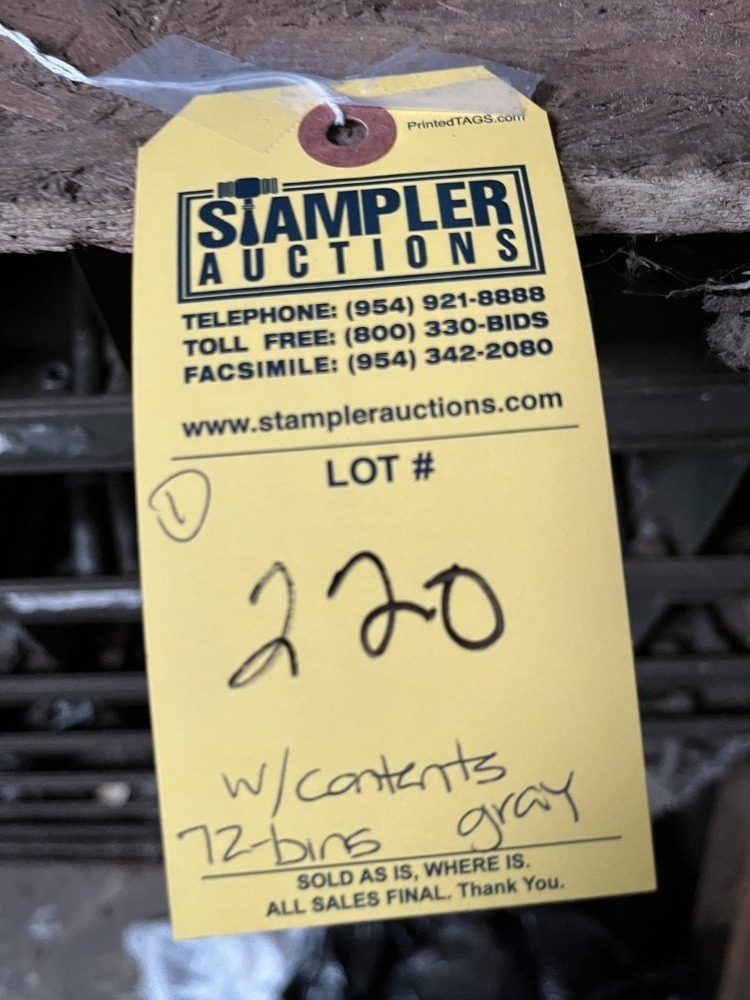 PrintedTAGS.com
STAMPLER
AUCTIONS
TELEPHONE: (954) 921-8888
TOLL FREE: (800) 330-BIDS
FACSIMILE: (954) 342-2080
www.stamplerauctions.com
LOT #
1
220
w/contents
72-bins gray
SOLD AS IS, WHERE IS.
ALL SALES FINAL. Thank You.